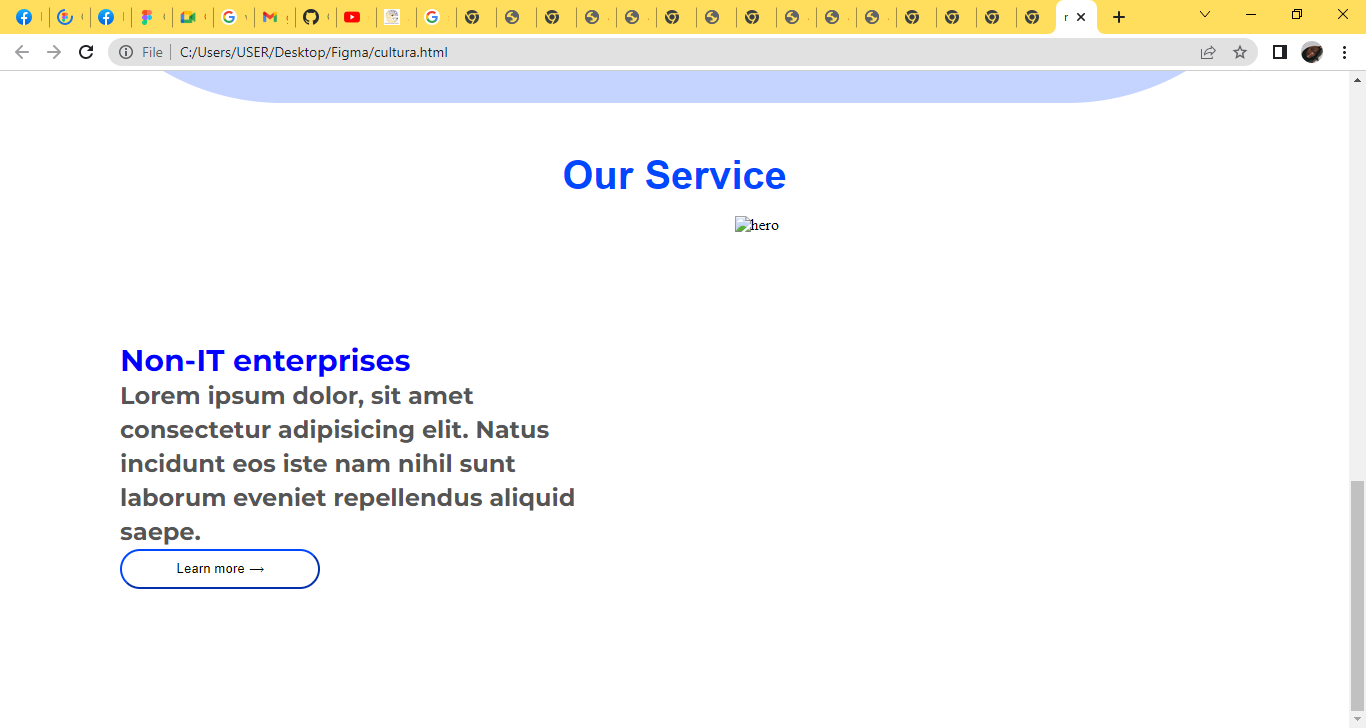 File
C:/Users/USER/Desktop/Figma/cultura.html
Our Service
hero
Non-IT enterprises
Lorem ipsum dolor, sit amet
consectetur adipisicing elit. Natus
incidunt eos iste nam nihil sunt
laborum eveniet repellendus aliquid
saepe.
Learn more ⟶